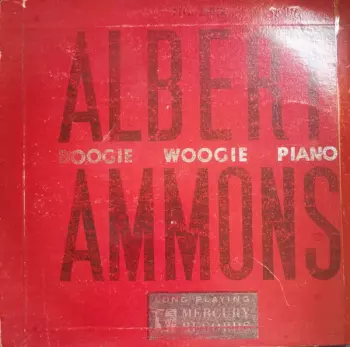 ALBERT
BOOGIE WOOGIE PIANO
AMMONS
LONG PLAYING
MERCURY
RECORDS